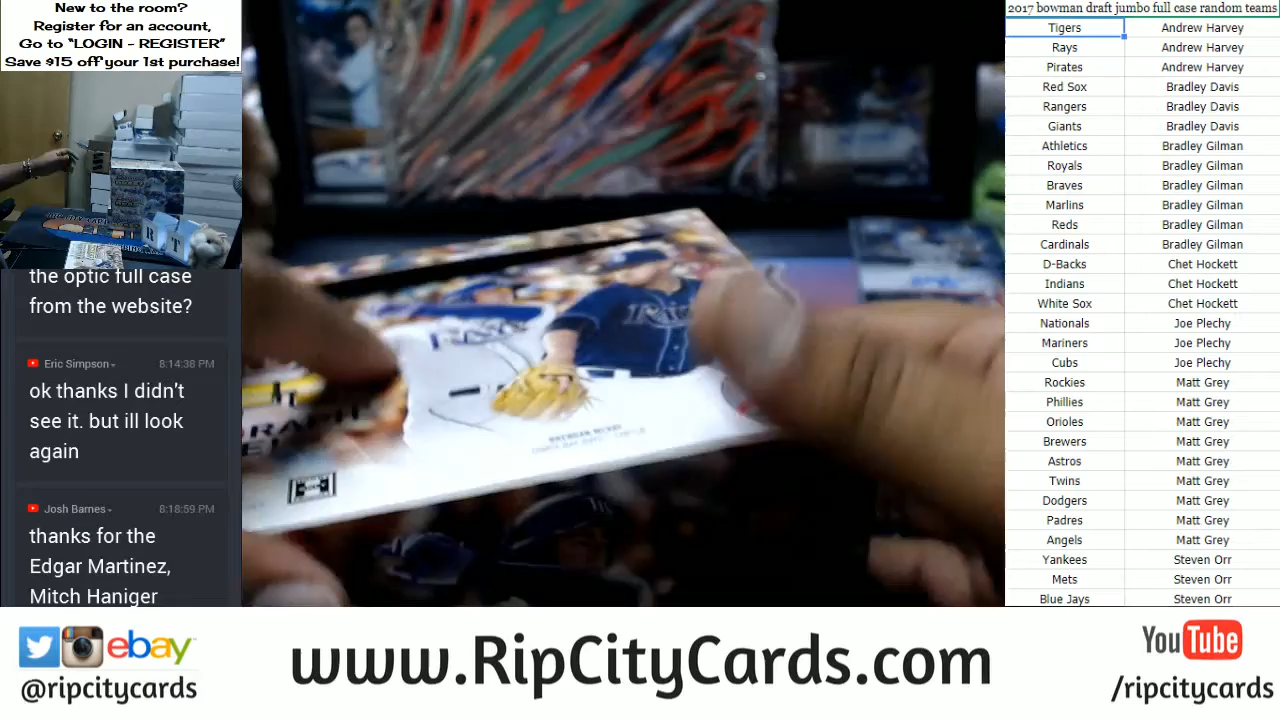 New to the room?
Register for an account,
Go to "LOGIN - REGISTER"
Save $15 off your 1st purchase!
the optic full case
from the website?
Eric Simpson 8:14:38 PM
ok thanks I didn't
see it. but ill look
again
Josh Barnes 8:18:59 PM
thanks for the
Edgar Martinez,
Mitch Haniger
R T
2017 bowman draft jumbo full case random teams
Tigers Andrew Harvey
Rays Andrew Harvey
Pirates Andrew Harvey
Red Sox Bradley Davis
Rangers Bradley Davis
Giants Bradley Davis
Athletics Bradley Gilman
Royals Bradley Gilman
Braves Bradley Gilman
Marlins Bradley Gilman
Reds Bradley Gilman
Cardinals Bradley Gilman
D-Backs Chet Hockett
Indians Chet Hockett
White Sox Chet Hockett
Nationals Joe Plechy
Mariners Joe Plechy
Cubs Joe Plechy
Rockies Matt Grey
Phillies Matt Grey
Orioles Matt Grey
Brewers Matt Grey
Astros Matt Grey
Twins Matt Grey
Dodgers Matt Grey
Padres Matt Grey
Angels Matt Grey
Yankees Steven Orr
Mets Steven Orr
Blue Jays Steven Orr
ebay
@ripcitycards
www.RipCityCards.com
YouTube
/ripcitycards